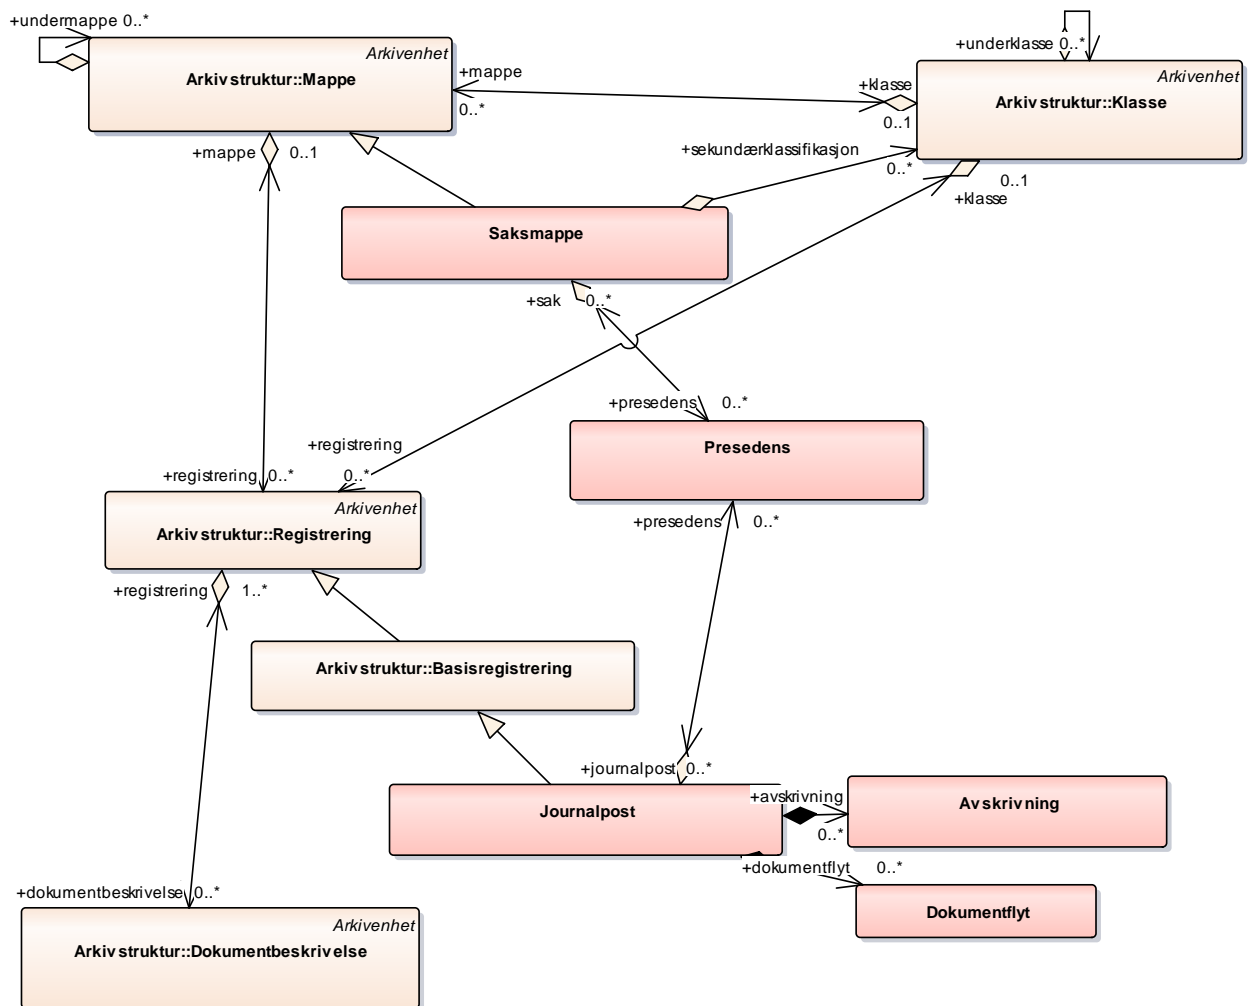 +undermappe 0..*
Arkivenhet
Arkivstruktur::Mappe
+mappe
0..*
+underklasse 0..*
Arkivenhet
Arkivstruktur::Klasse
+klasse
0..1
+mappe 0..1
+sekundærklassifikasjon
0..*
0..1
+klasse
Saksmappe
+sak 0..*
+presedens 0..*
Presedens
+registrering
0..*
+registrering 0..*
Arkivenhet
Arkivstruktur::Registrering
+presedens 0..*
+registrering 1..*
Arkivstruktur::Basisregistrering
+journalpost 0..*
Journalpost
+avskrivning
0..*
Avskrivning
+dokumentflyt 0..*
Dokumentflyt
+dokumentbeskrivelse 0..*
Arkivenhet
Arkivstruktur::Dokumentbeskrivelse